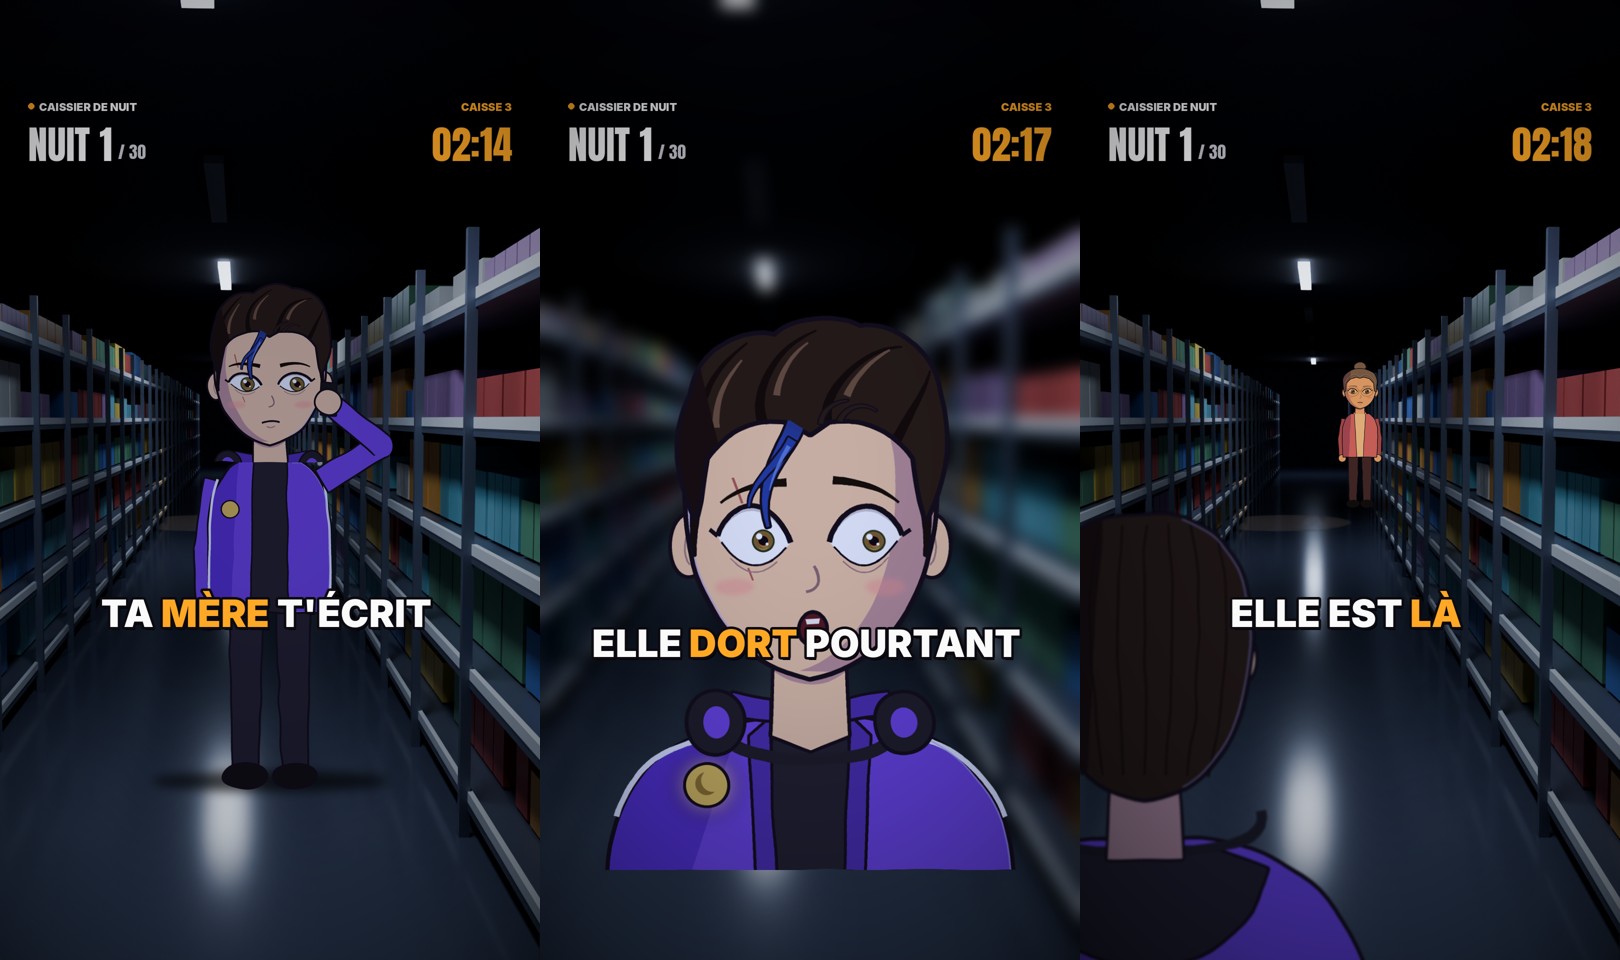 CAISSIER DE NUIT
CAISSE 3
NUIT 1 / 30
02:14
TA MÈRE T'ÉCRIT
CAISSIER DE NUIT
CAISSE 3
NUIT 1 / 30
02:17
ELLE DORT POURTANT
CAISSIER DE NUIT
CAISSE 3
NUIT 1 / 30
02:18
ELLE EST LÀ